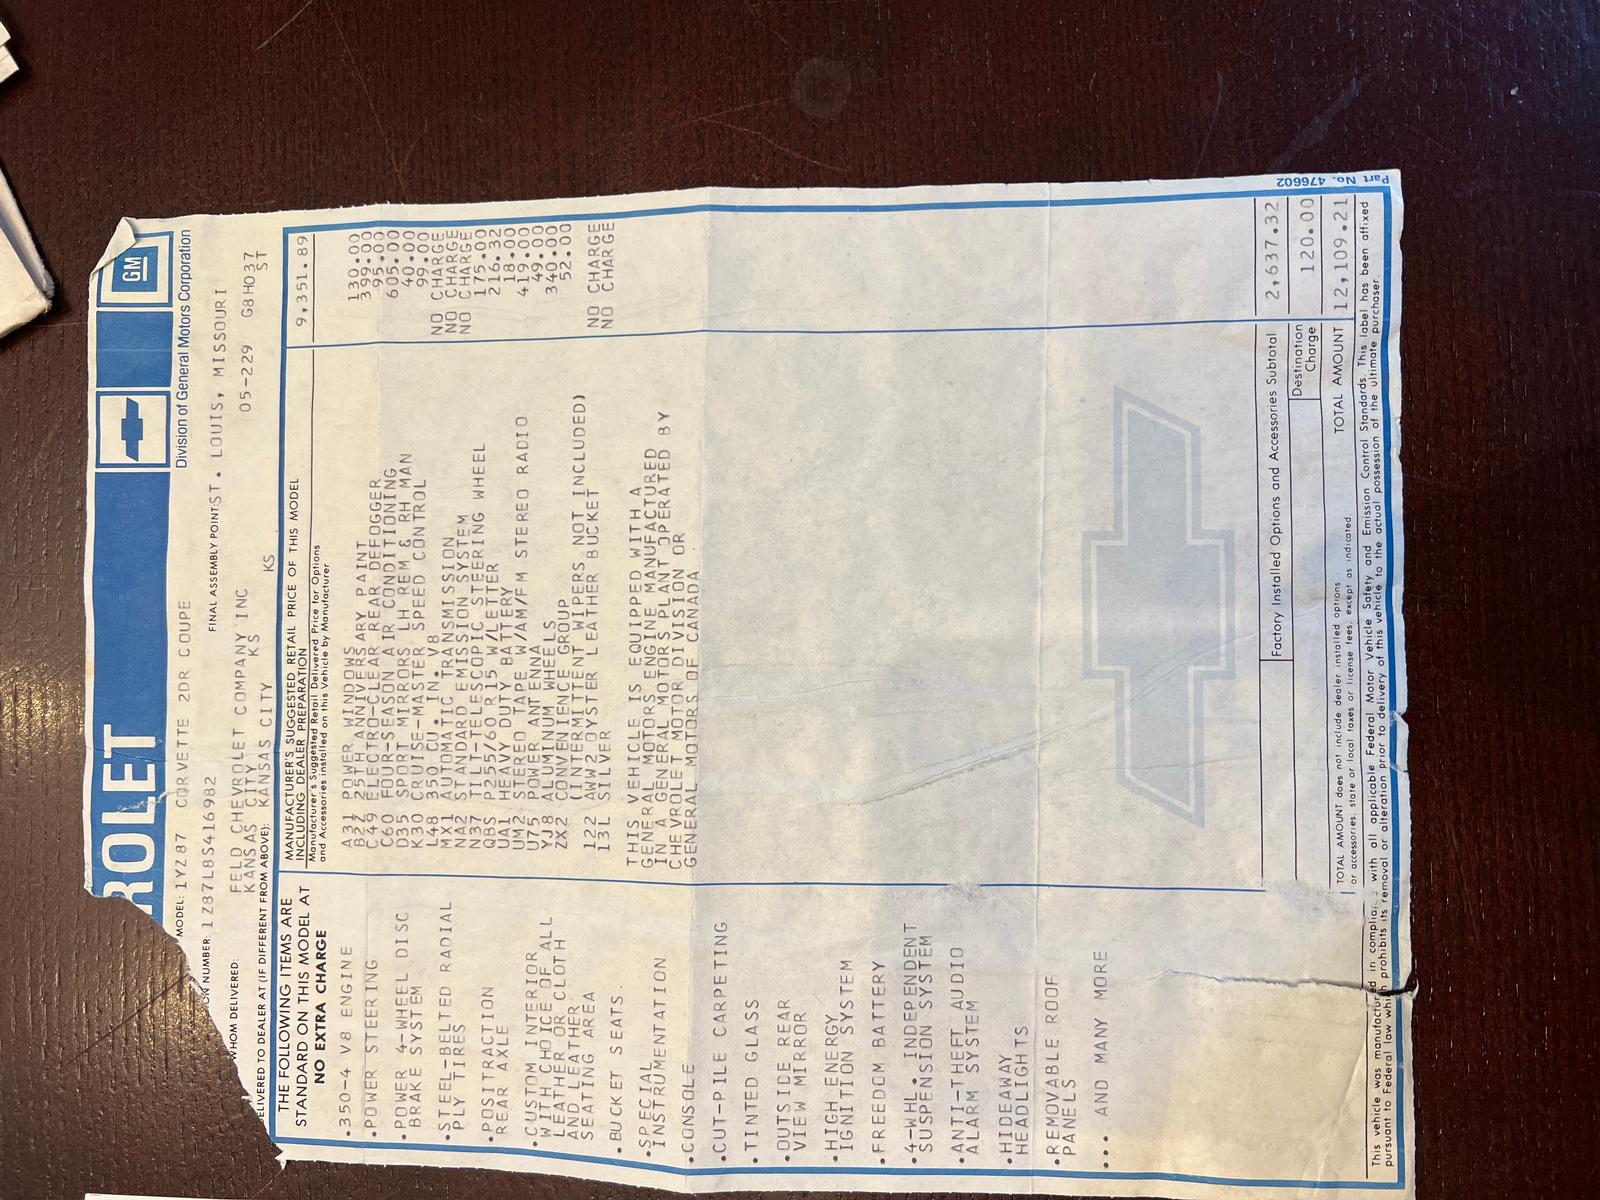 ROLET
GM
Division of General Motors Corporation
MODEL: 1YZ87 CORVETTE 2DR COUPE
ON NUMBER: 1Z87L8S416982 FINAL ASSEMBLY POINT: ST. LOUIS, MISSOURI
WHOM DELIVERED: FELD CHEVROLET COMPANY INC 05-229 G8H037
KANSAS CITY KS ST
ELIVERED TO DEALER AT (IF DIFFERENT FROM ABOVE): KANSAS CITY KS
THE FOLLOWING ITEMS ARE
STANDARD ON THIS MODEL AT
NO EXTRA CHARGE
•350-4 V8 ENGINE
•POWER STEERING
•POWER 4-WHEEL DISC
BRAKE SYSTEM
•STEEL-BELTED RADIAL
PLY TIRES
•POSITRACTION
REAR AXLE
•CUSTOM INTERIOR
WITH CHOICE OF ALL
LEATHER OR CLOTH
AND LEATHER
SEATING AREA
•BUCKET SEATS.
•SPECIAL
INSTRUMENTATION
•CONSOLE
•CUT-PILE CARPETING
•TINTED GLASS
•OUTSIDE REAR
VIEW MIRROR
•HIGH ENERGY
IGNITION SYSTEM
•FREEDOM BATTERY
•4-WHL. INDEPENDENT
SUSPENSION SYSTEM
•ANTI-THEFT AUDIO
ALARM SYSTEM
•HIDEAWAY
HEADLIGHTS
•REMOVABLE ROOF
PANELS
••• AND MANY MORE
MANUFACTURER'S SUGGESTED RETAIL PRICE OF THIS MODEL
INCLUDING DEALER PREPARATION 9,351.89
Manufacturer's Suggested Retail Delivered Price for Options
and Accessories installed on this Vehicle by Manufacturer
A31 POWER WINDOWS 130.00
B2Z 25TH ANNIVERSARY PAINT 399.00
C49 ELECTRO-CLEAR REAR DEFOGGER 95.00
C60 FOUR-SEASON AIR CONDITIONING 605.00
D35 SPORT MIRRORS LH REM & RH MAN 40.00
K30 CRUISE-MASTER SPEED CONTROL 99.00
L48 350 CU. IN. V8 NO CHARGE
MX1 AUTOMATIC TRANSMISSION NO CHARGE
NA2 STANDARD EMISSION SYSTEM NO CHARGE
N37 TILT-TELESCOPIC STEERING WHEEL 175.00
QBS P255/60R15 W/LETTER 216.32
UA1 HEAVY DUTY BATTERY 18.00
UM2 STEREO TAPE W/AM/FM STEREO RADIO 419.00
U75 POWER ANTENNA 49.00
YJ8 ALUMINUM WHEELS 340.00
ZX2 CONVENIENCE GROUP 52.00
(INTERMITTENT WIPERS NOT INCLUDED)
122 AWW2 OYSTER LEATHER BUCKET NO CHARGE
13L SILVER NO CHARGE
THIS VEHICLE IS EQUIPPED WITH A
GENERAL MOTORS ENGINE MANUFACTURED
IN A GENERAL MOTORS PLANT OPERATED BY
CHEVROLET MOTOR DIVISION OR
GENERAL MOTORS OF CANADA
Factory Installed Options and Accessories Subtotal 2,637.32
Destination
Charge 120.00
TOTAL AMOUNT does not include dealer installed options
or accessories, state or local taxes or license fees, except as indicated.
TOTAL AMOUNT 12,109.21
This vehicle was manufactured in with all applicable Federal Motor Vehicle Safety and Emission Control Standards. This label has been affixed
pursuant to Federal law which prohibits its removal or alteration prior to delivery of this vehicle to the actual possession of the ultimate purchaser.
Part No. 476602